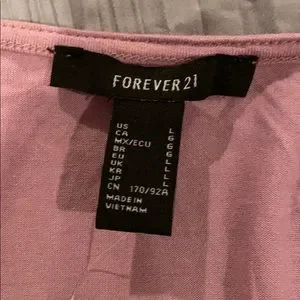 FOREVER 21
US L
CA G
MX/ECU G
BR G
EU L
UK L
KR L
JP L
CN 170/92A
MADE IN
VIETNAM